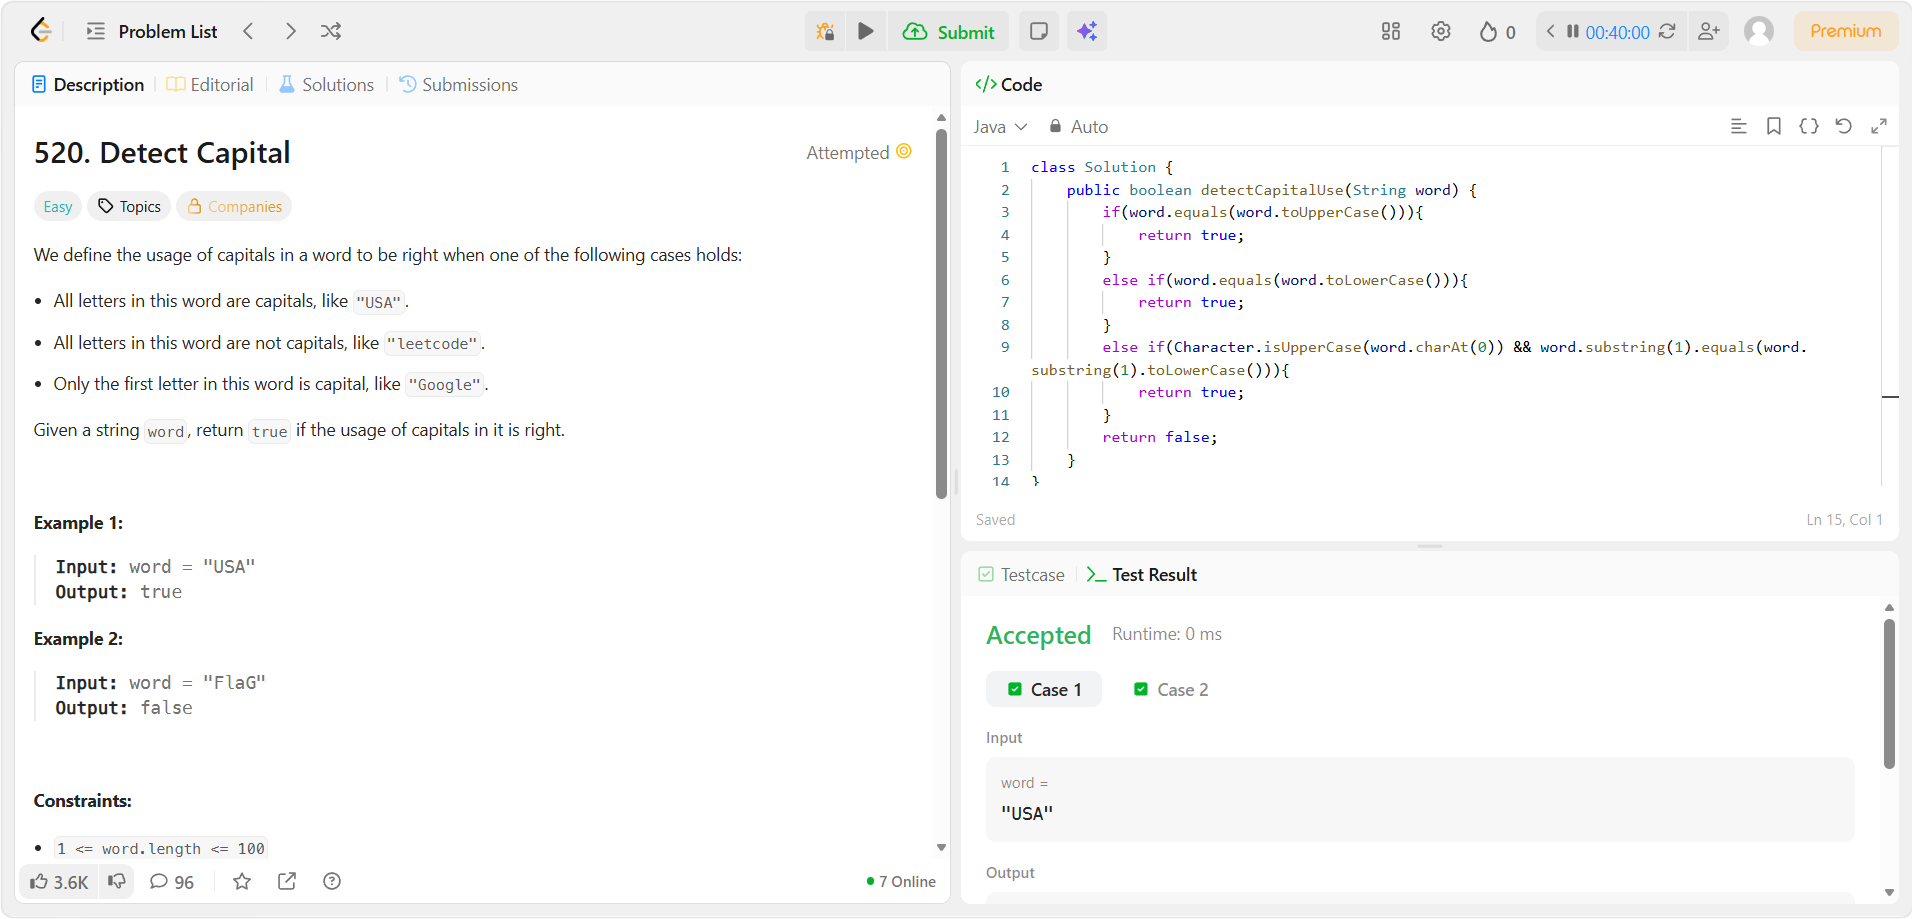 Problem List
Submit
0
00:40:00
Premium
Description
Editorial
Solutions
Submissions
520. Detect Capital
Attempted
Easy
Topics
Companies
We define the usage of capitals in a word to be right when one of the following cases holds:
• All letters in this word are capitals, like "USA".
• All letters in this word are not capitals, like "leetcode".
• Only the first letter in this word is capital, like "Google".
Given a string word, return true if the usage of capitals in it is right.
Example 1:
Input: word = "USA"
Output: true
Example 2:
Input: word = "FlaG"
Output: false
Constraints:
• 1 <= word.length <= 100
3.6K
96
7 Online
</> Code
Java
Auto
1 class Solution {
2 public boolean detectCapitalUse(String word) {
3 if(word.equals(word.toUpperCase())){
4 return true;
5 }
6 else if(word.equals(word.toLowerCase())){
7 return true;
8 }
9 else if(Character.isUpperCase(word.charAt(0)) && word.substring(1).equals(word.
substring(1).toLowerCase())){
10 return true;
11 }
12 return false;
13 }
14 }
Saved
Ln 15, Col 1
Testcase
Test Result
Accepted
Runtime: 0 ms
Case 1
Case 2
Input
word =
"USA"
Output